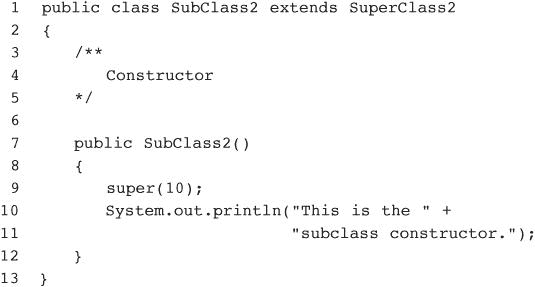 1 public class SubClass2 extends SuperClass2
2 {
3    /**
4       Constructor
5    */
6
7    public SubClass2()
8    {
9       super(10);
10      System.out.println("This is the " +
11                        "subclass constructor.");
12   }
13 }